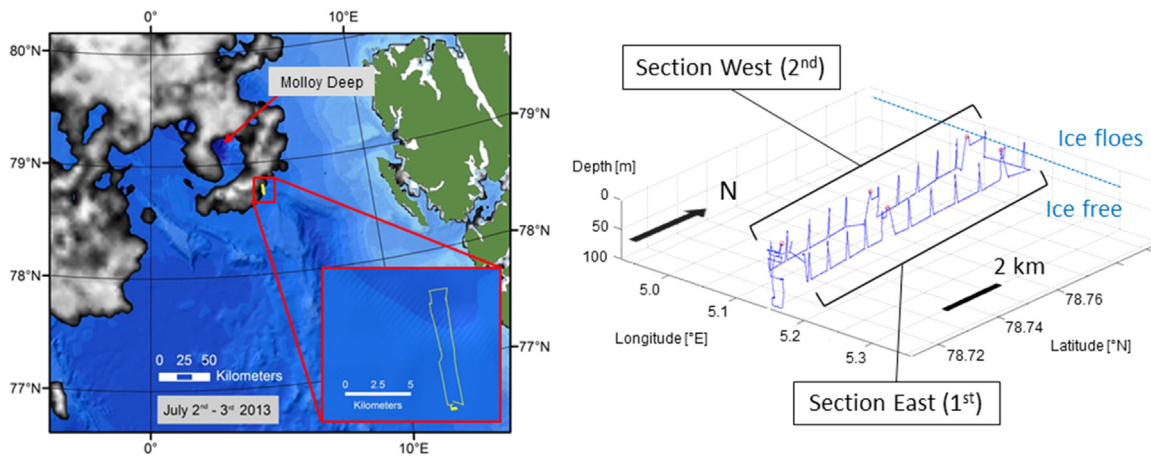 0°
10°E
80°N
80°N
Molloy Deep
79°N
79°N
78°N
78°N
77°N
77°N
0 25 50
Kilometers
July 2nd - 3rd 2013
0 2.5 5
Kilometers
0°
10°E
Section West (2nd)
Ice floes
Ice free
Depth [m]
0
50
100
N
2 km
5.0
5.1
5.2
5.3
Longitude [°E]
78.76
78.74
78.72
Latitude [°N]
Section East (1st)